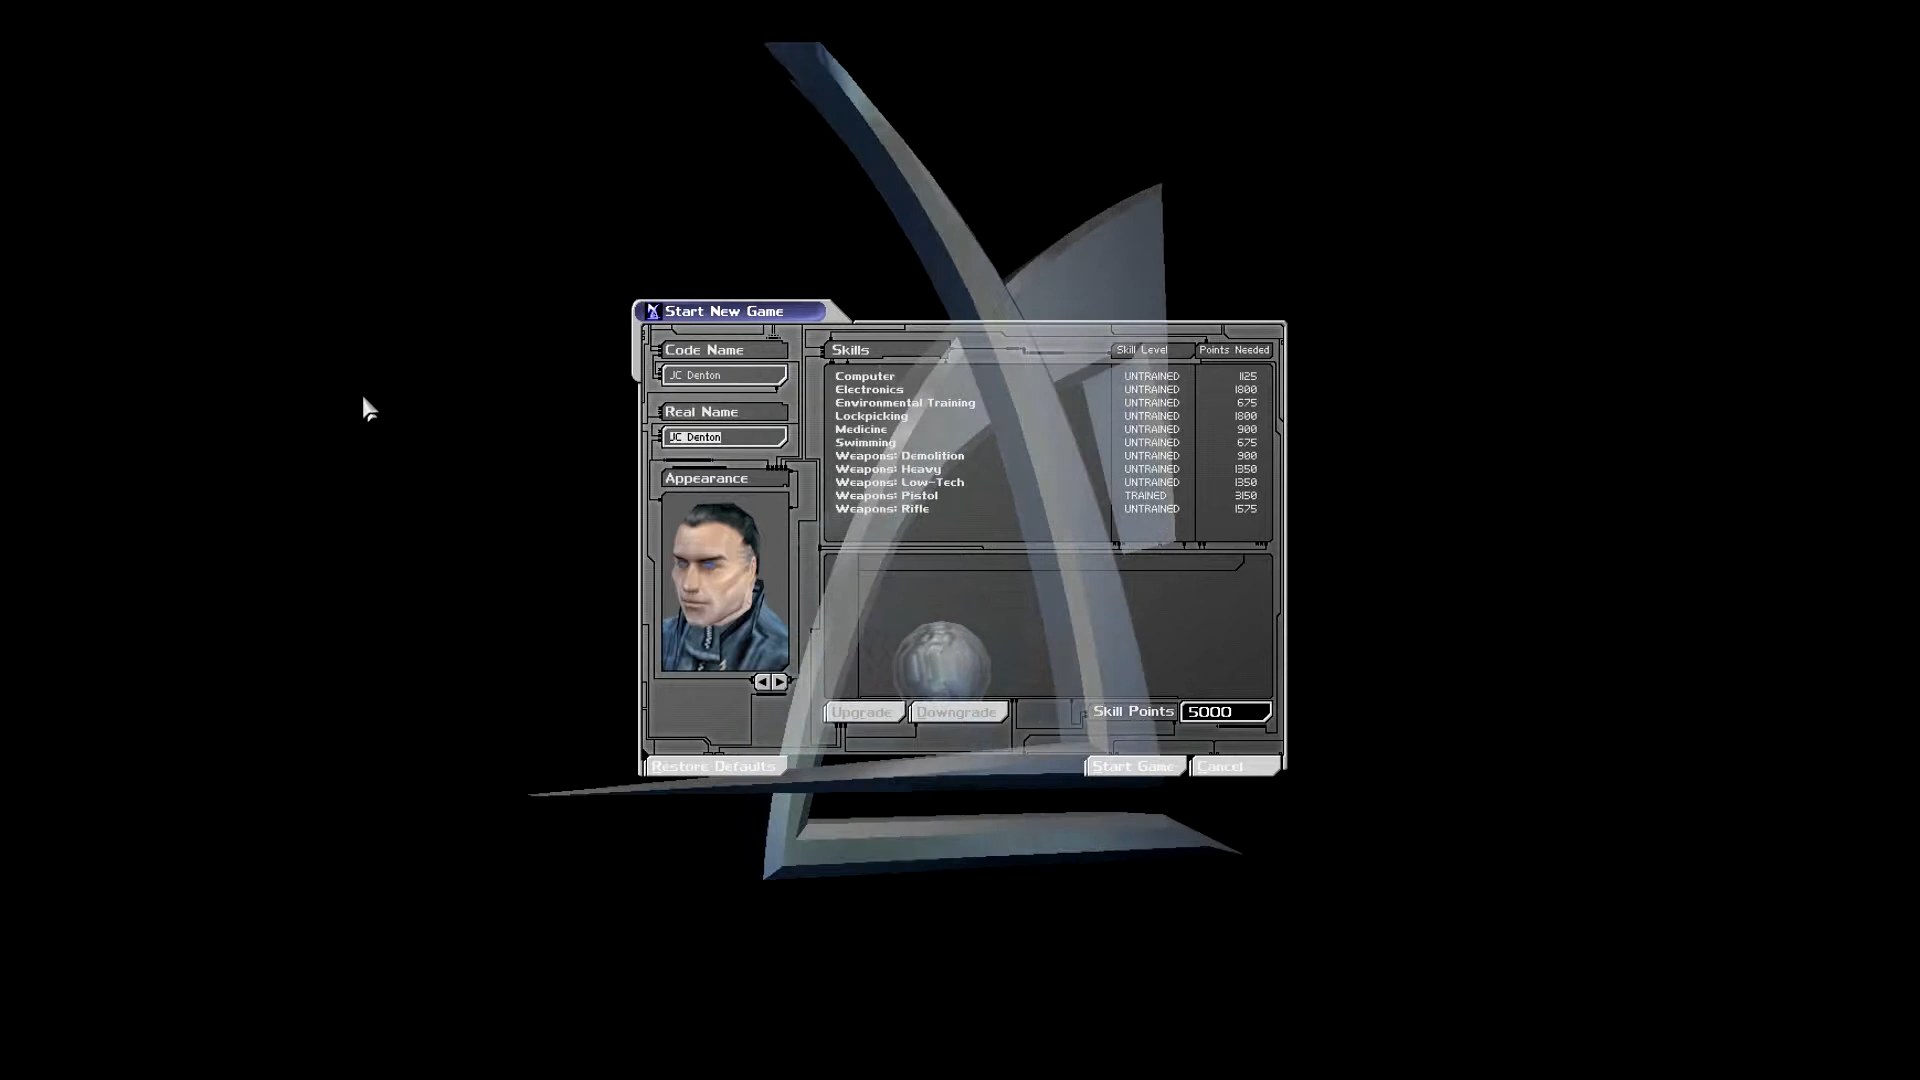 Start New Game
Code Name
JC Denton
Real Name
JC Denton
Appearance
Skills Skill Level Points Needed
Computer UNTRAINED 1125
Electronics UNTRAINED 1800
Environmental Training UNTRAINED 675
Lockpicking UNTRAINED 1800
Medicine UNTRAINED 900
Swimming UNTRAINED 675
Weapons: Demolition UNTRAINED 900
Weapons: Heavy UNTRAINED 1350
Weapons: Low-Tech UNTRAINED 1350
Weapons: Pistol TRAINED 3150
Weapons: Rifle UNTRAINED 1575
Upgrade Downgrade Skill Points 5000
Restore Defaults Start Game Cancel